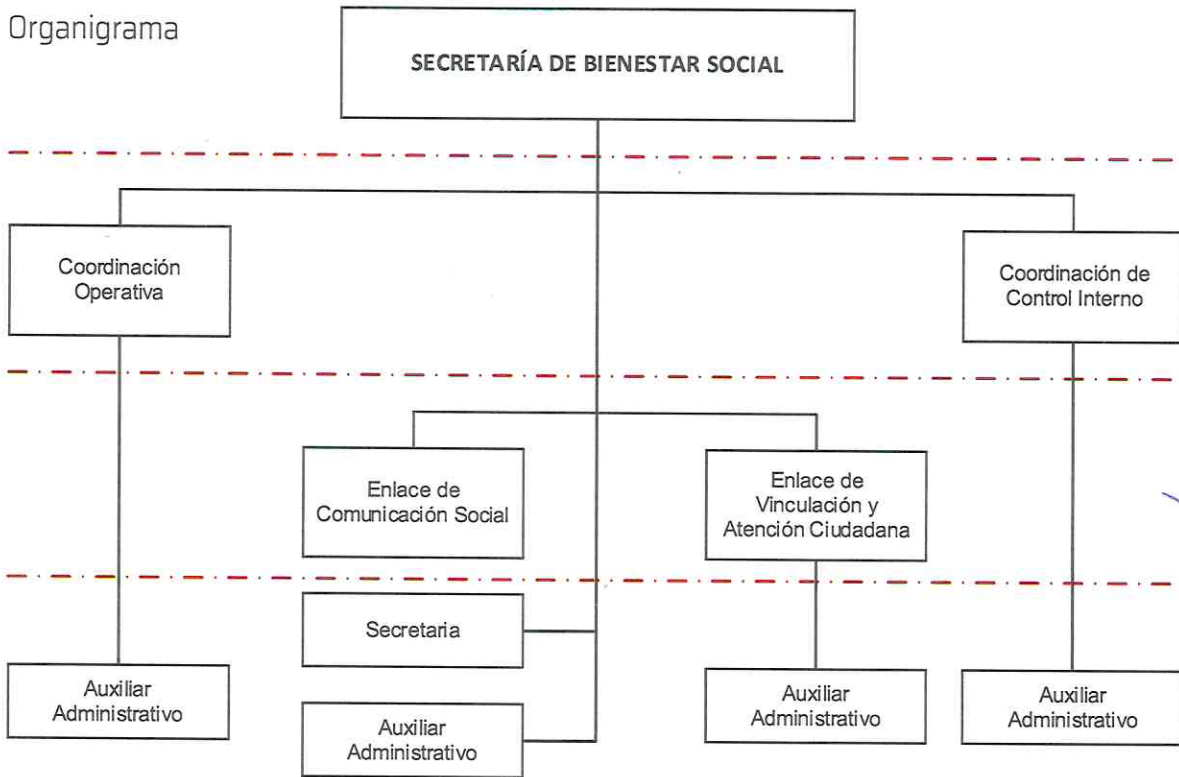 Organigrama
SECRETARÍA DE BIENESTAR SOCIAL
Coordinación
Operativa
Coordinación de
Control Interno
Enlace de
Comunicación Social
Enlace de
Vinculación y
Atención Ciudadana
Secretaria
Auxiliar
Administrativo
Auxiliar
Administrativo
Auxiliar
Administrativo
Auxiliar
Administrativo